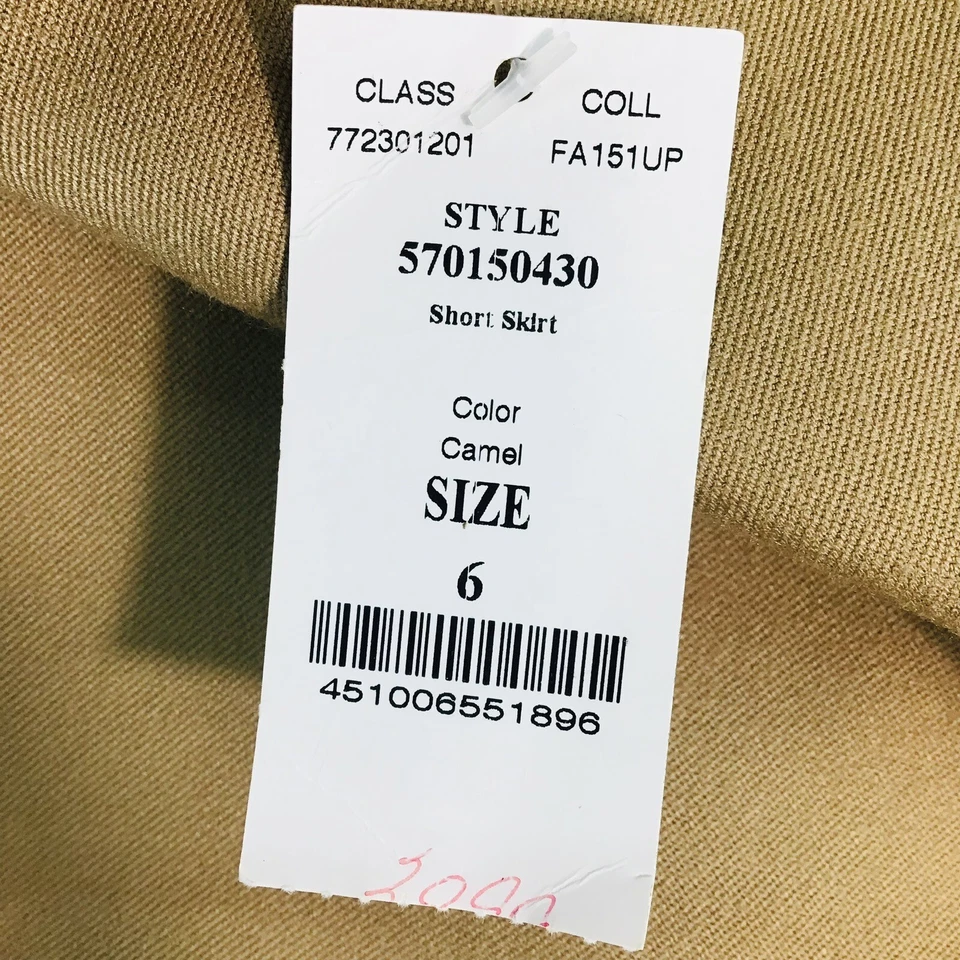 CLASS COLL
772301201 FA151UP
STYLE
570150430
Short Skirt
Color
Camel
SIZE
6
451006551896